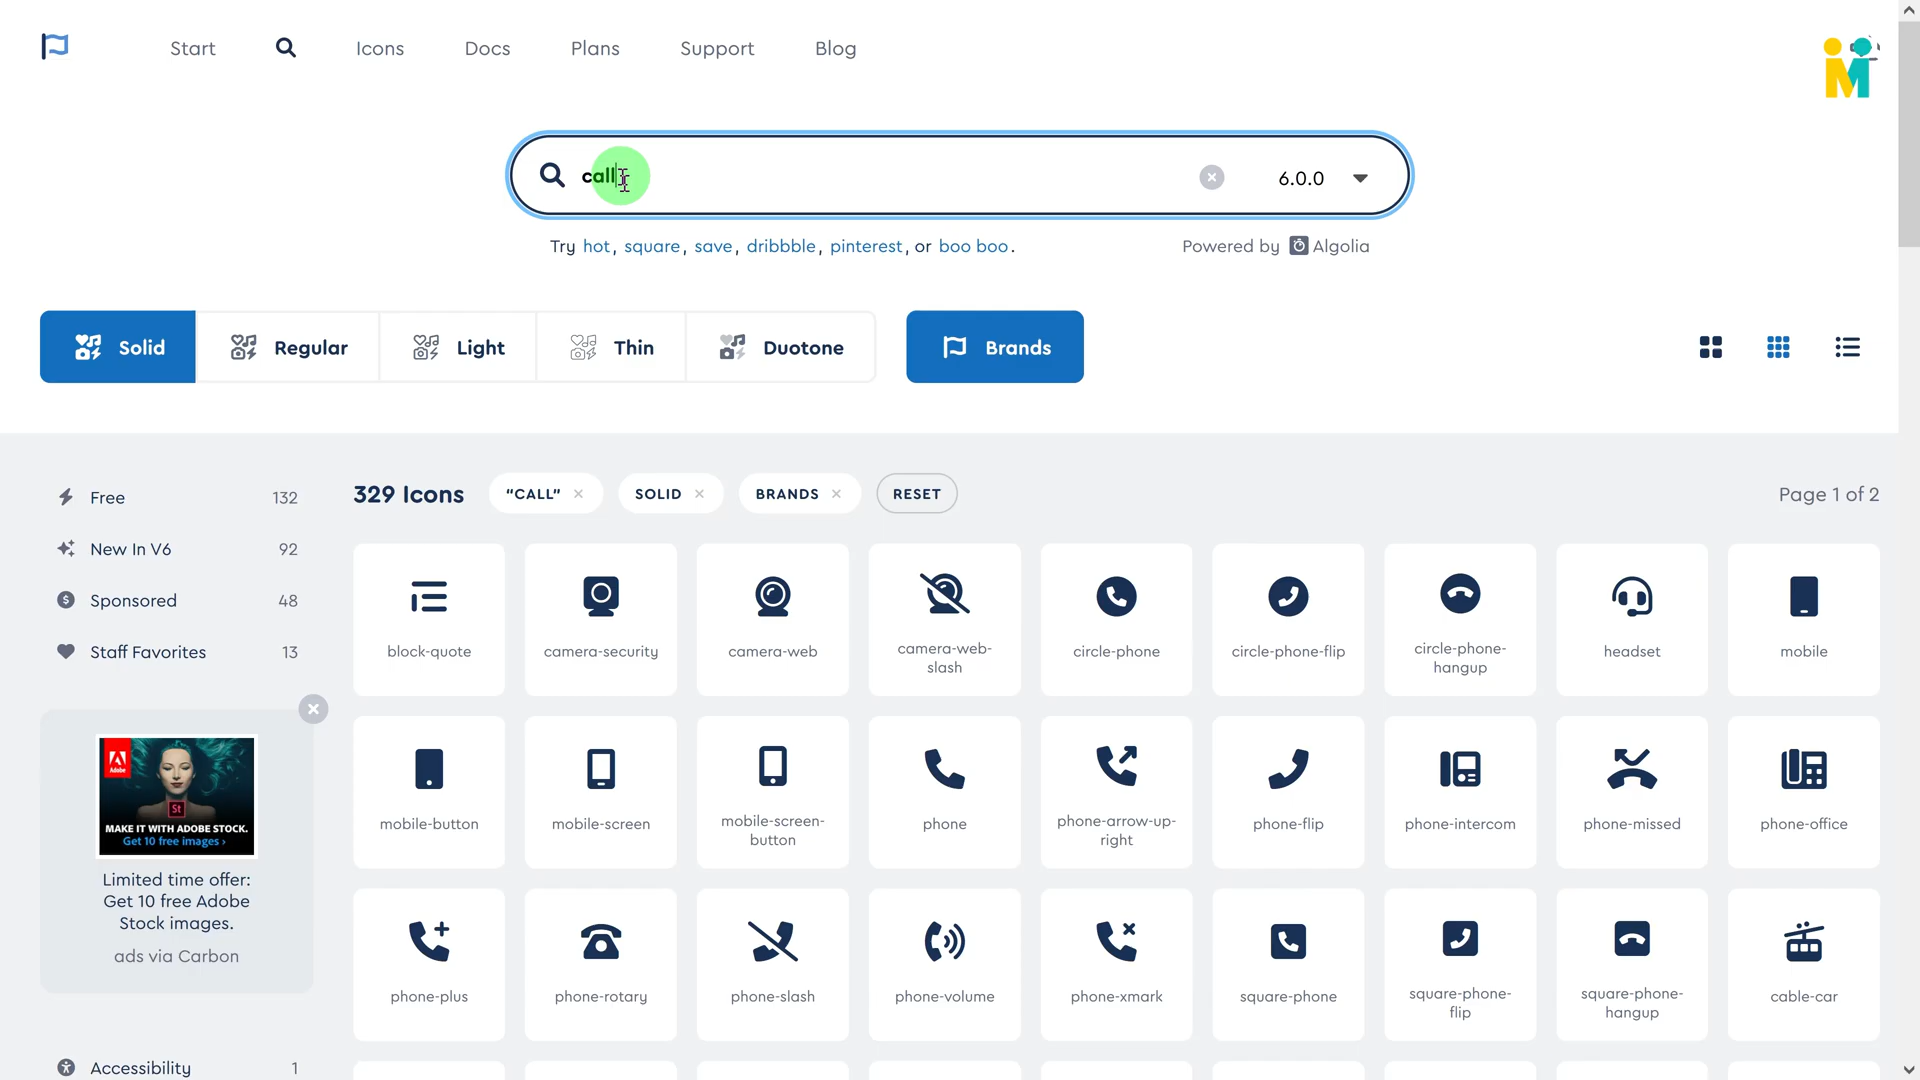 Start
Icons
Docs
Plans
Support
Blog
call
6.0.0
Try hot, square, save, dribbble, pinterest, or boo boo.
Powered by Algolia
Solid
Regular
Light
Thin
Duotone
Brands
Free 132
New In V6 92
Sponsored 48
Staff Favorites 13
329 Icons
“CALL” ×
SOLID ×
BRANDS ×
RESET
Page 1 of 2
block-quote
camera-security
camera-web
camera-web-
slash
circle-phone
circle-phone-flip
circle-phone-
hangup
headset
mobile
mobile-button
mobile-screen
mobile-screen-
button
phone
phone-arrow-up-
right
phone-flip
phone-intercom
phone-missed
phone-office
phone-plus
phone-rotary
phone-slash
phone-volume
phone-xmark
square-phone
square-phone-
flip
square-phone-
hangup
cable-car
Adobe
St
MAKE IT WITH ADOBE STOCK.
Get 10 free images ›
Limited time offer:
Get 10 free Adobe
Stock images.
ads via Carbon
Accessibility 1
M